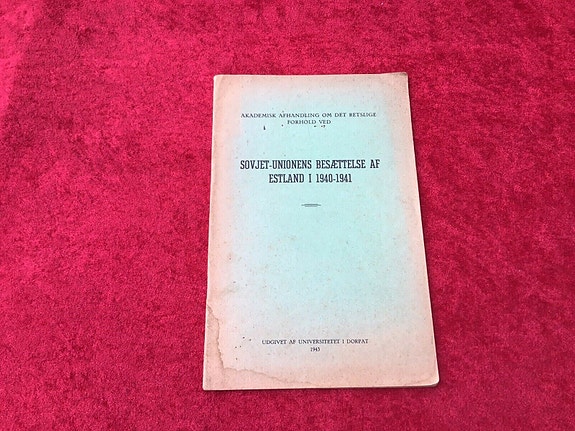 AKADEMISK AFHANDLING OM DET RETSLIGE
FORHOLD VED
SOVJET-UNIONENS BESÆTTELSE AF
ESTLAND I 1940-1941
UDGIVET AF UNIVERSITETET I DORPAT
1943